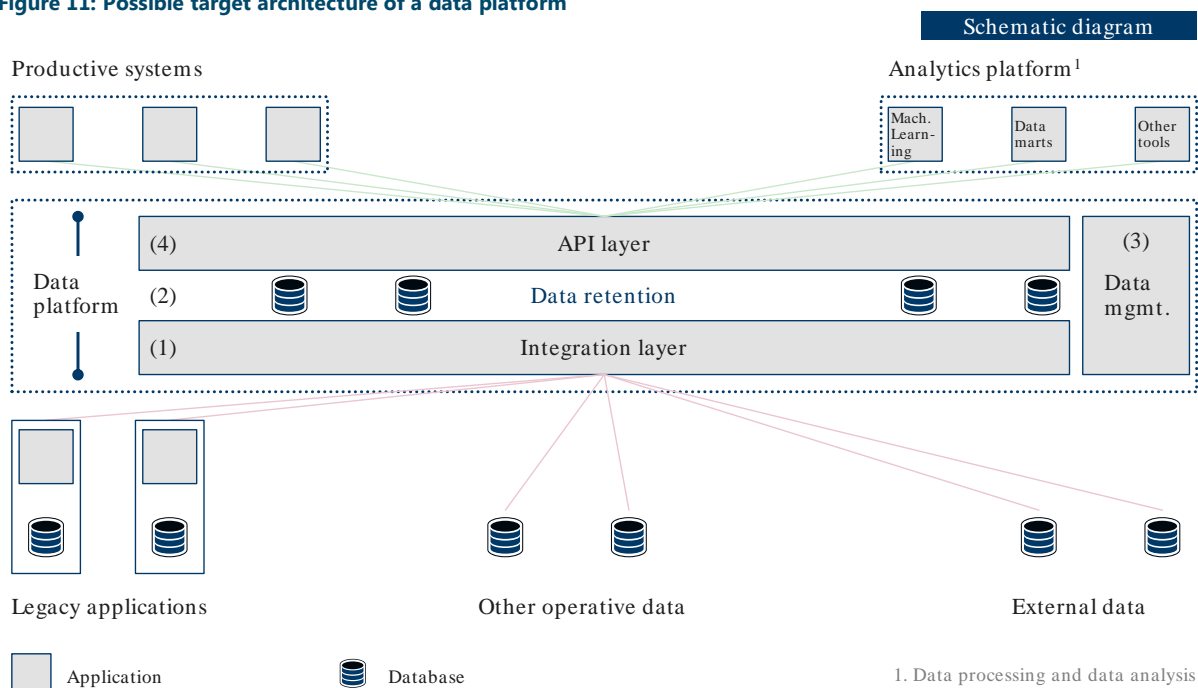 Figure 11: Possible target architecture of a data platform
Schematic diagram
Productive systems
Analytics platform1
Mach.
Learn-
ing
Data
marts
Other
tools
(4)
API layer
(3)
Data
mgmt.
Data
platform
(2)
Data retention
(1)
Integration layer
Legacy applications
Other operative data
External data
Application
Database
1. Data processing and data analysis